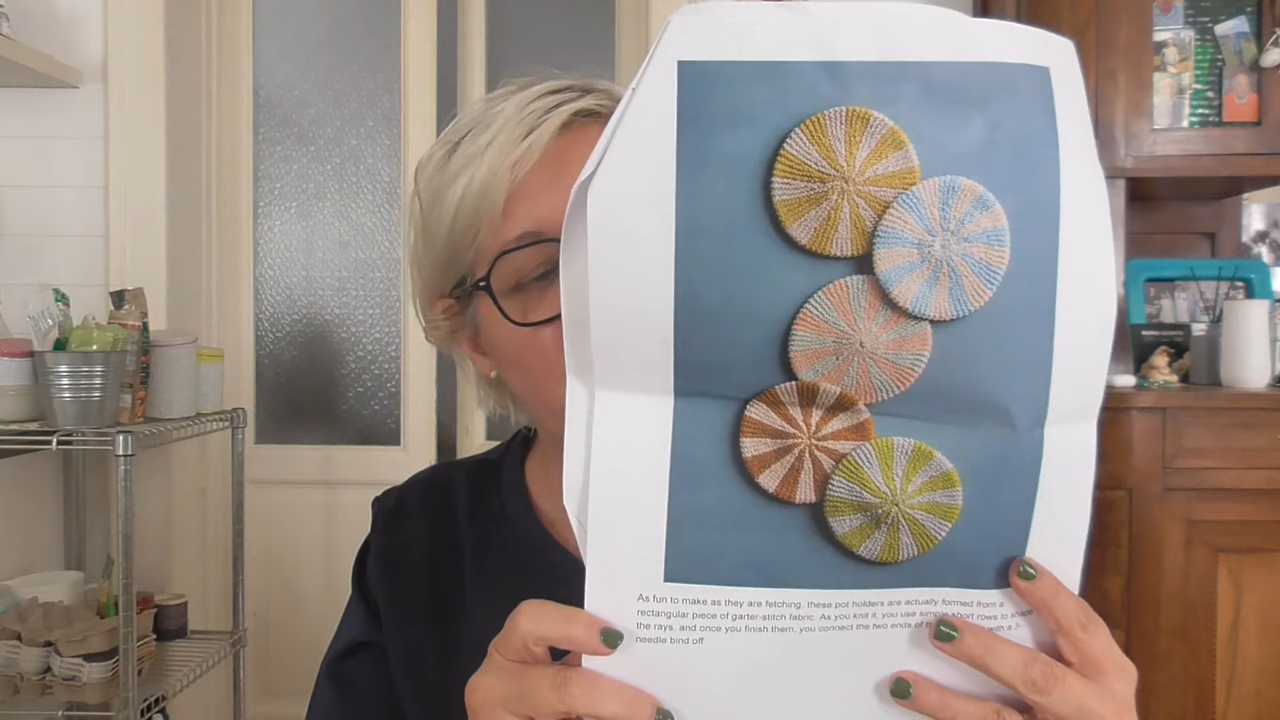 As fun to make as they are fetching, these pot holders are actually formed from a
rectangular piece of garter-stitch fabric. As you knit it, you use simple short rows to shape
the rays, and once you finish them, you connect the two ends of with a 3-
needle bind off